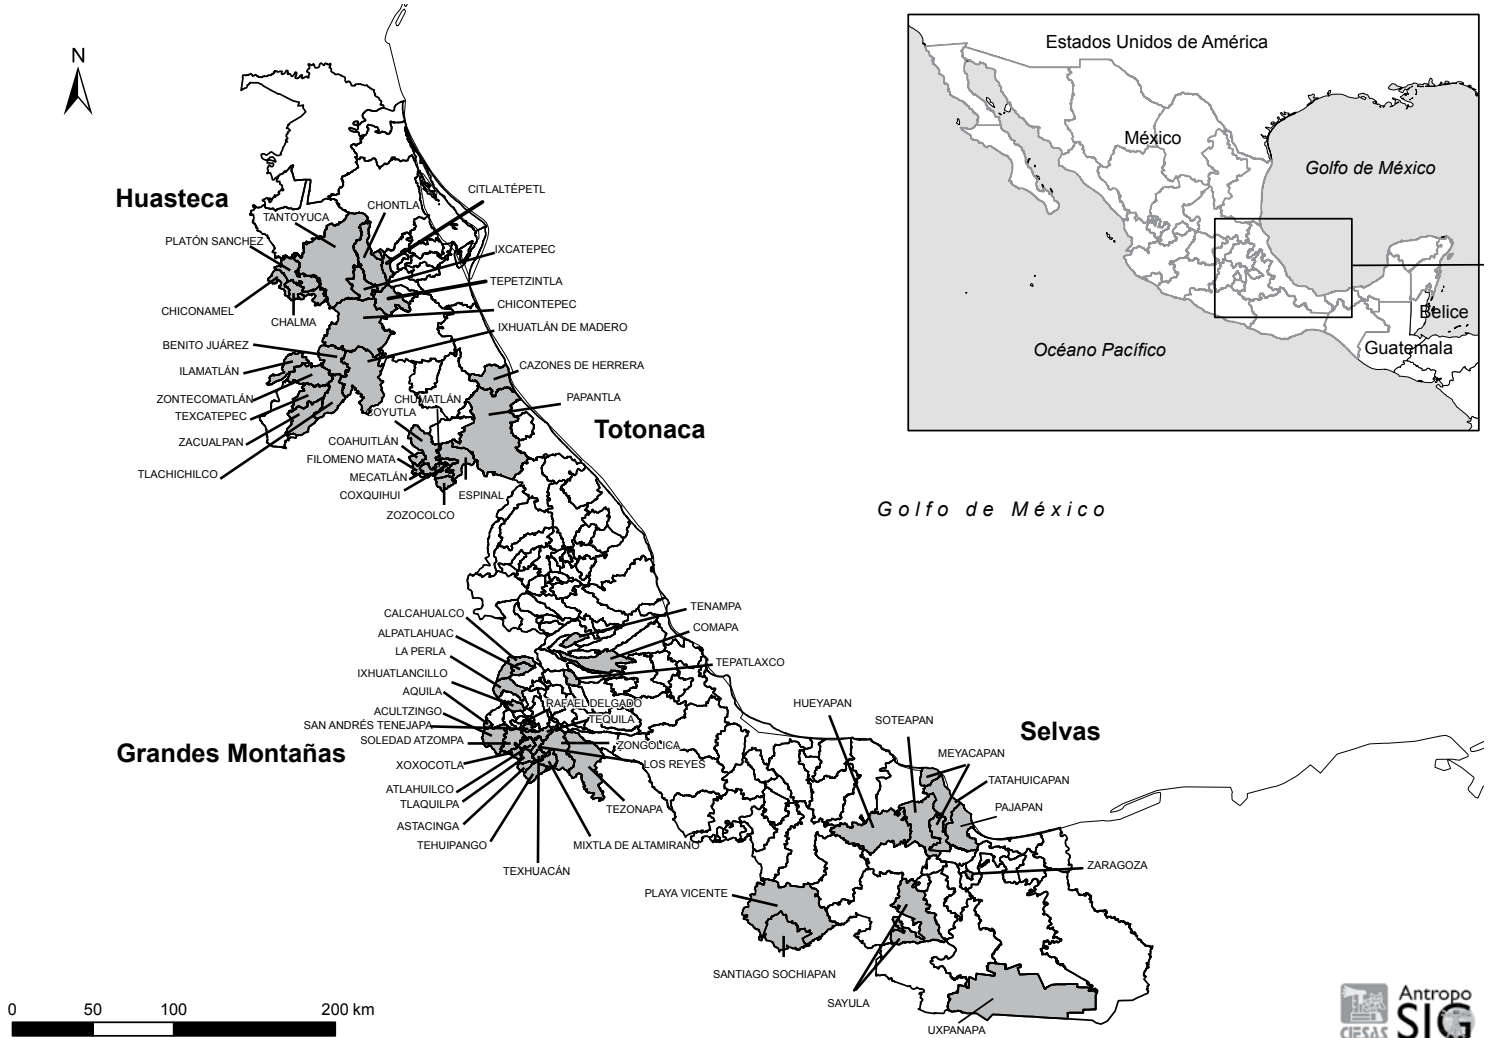 N
Estados Unidos de América
México
Golfo de México
Océano Pacífico
Belice
Guatemala
Huasteca
CITLALTÉPETL
CHONTLA
TANTOYUCA
PLATÓN SANCHEZ
IXCATEPEC
TEPETZINTLA
CHICONTEPEC
CHICONAMEL
CHALMA
IXHUATLÁN DE MADERO
BENITO JUÁREZ
ILAMATLÁN
CAZONES DE HERRERA
ZONTECOMATLÁN
CHUMATLÁN
PAPANTLA
TEXCATEPEC
COYUTLA
Totonaca
ZACUALPAN
COAHUITLÁN
FILOMENO MATA
TLACHICHILCO
MECATLÁN
COXQUIHUI
ESPINAL
ZOZOCOLCO
Golfo de México
CALCAHUALCO
TENAMPA
ALPATLAHUAC
COMAPA
LA PERLA
TEPATLAXCO
IXHUATLANCILLO
AQUILA
RAFAEL DELGADO
HUEYAPAN
ACULTZINGO
TEQUILA
SOTEAPAN
SAN ANDRÉS TENEJAPA
Selvas
SOLEDAD ATZOMPA
ZONGOLICA
Grandes Montañas
MEYACAPAN
XOXOCOTLA
LOS REYES
TATAHUICAPAN
ATLAHUILCO
TLAQUILPA
TEZONAPA
PAJAPAN
ASTACINGA
TEHUIPANGO
MIXTLA DE ALTAMIRANO
TEXHUACÁN
ZARAGOZA
PLAYA VICENTE
SANTIAGO SOCHIAPAN
SAYULA
UXPANAPA
0 50 100 200 km
Antropo
SIG
CIESAS